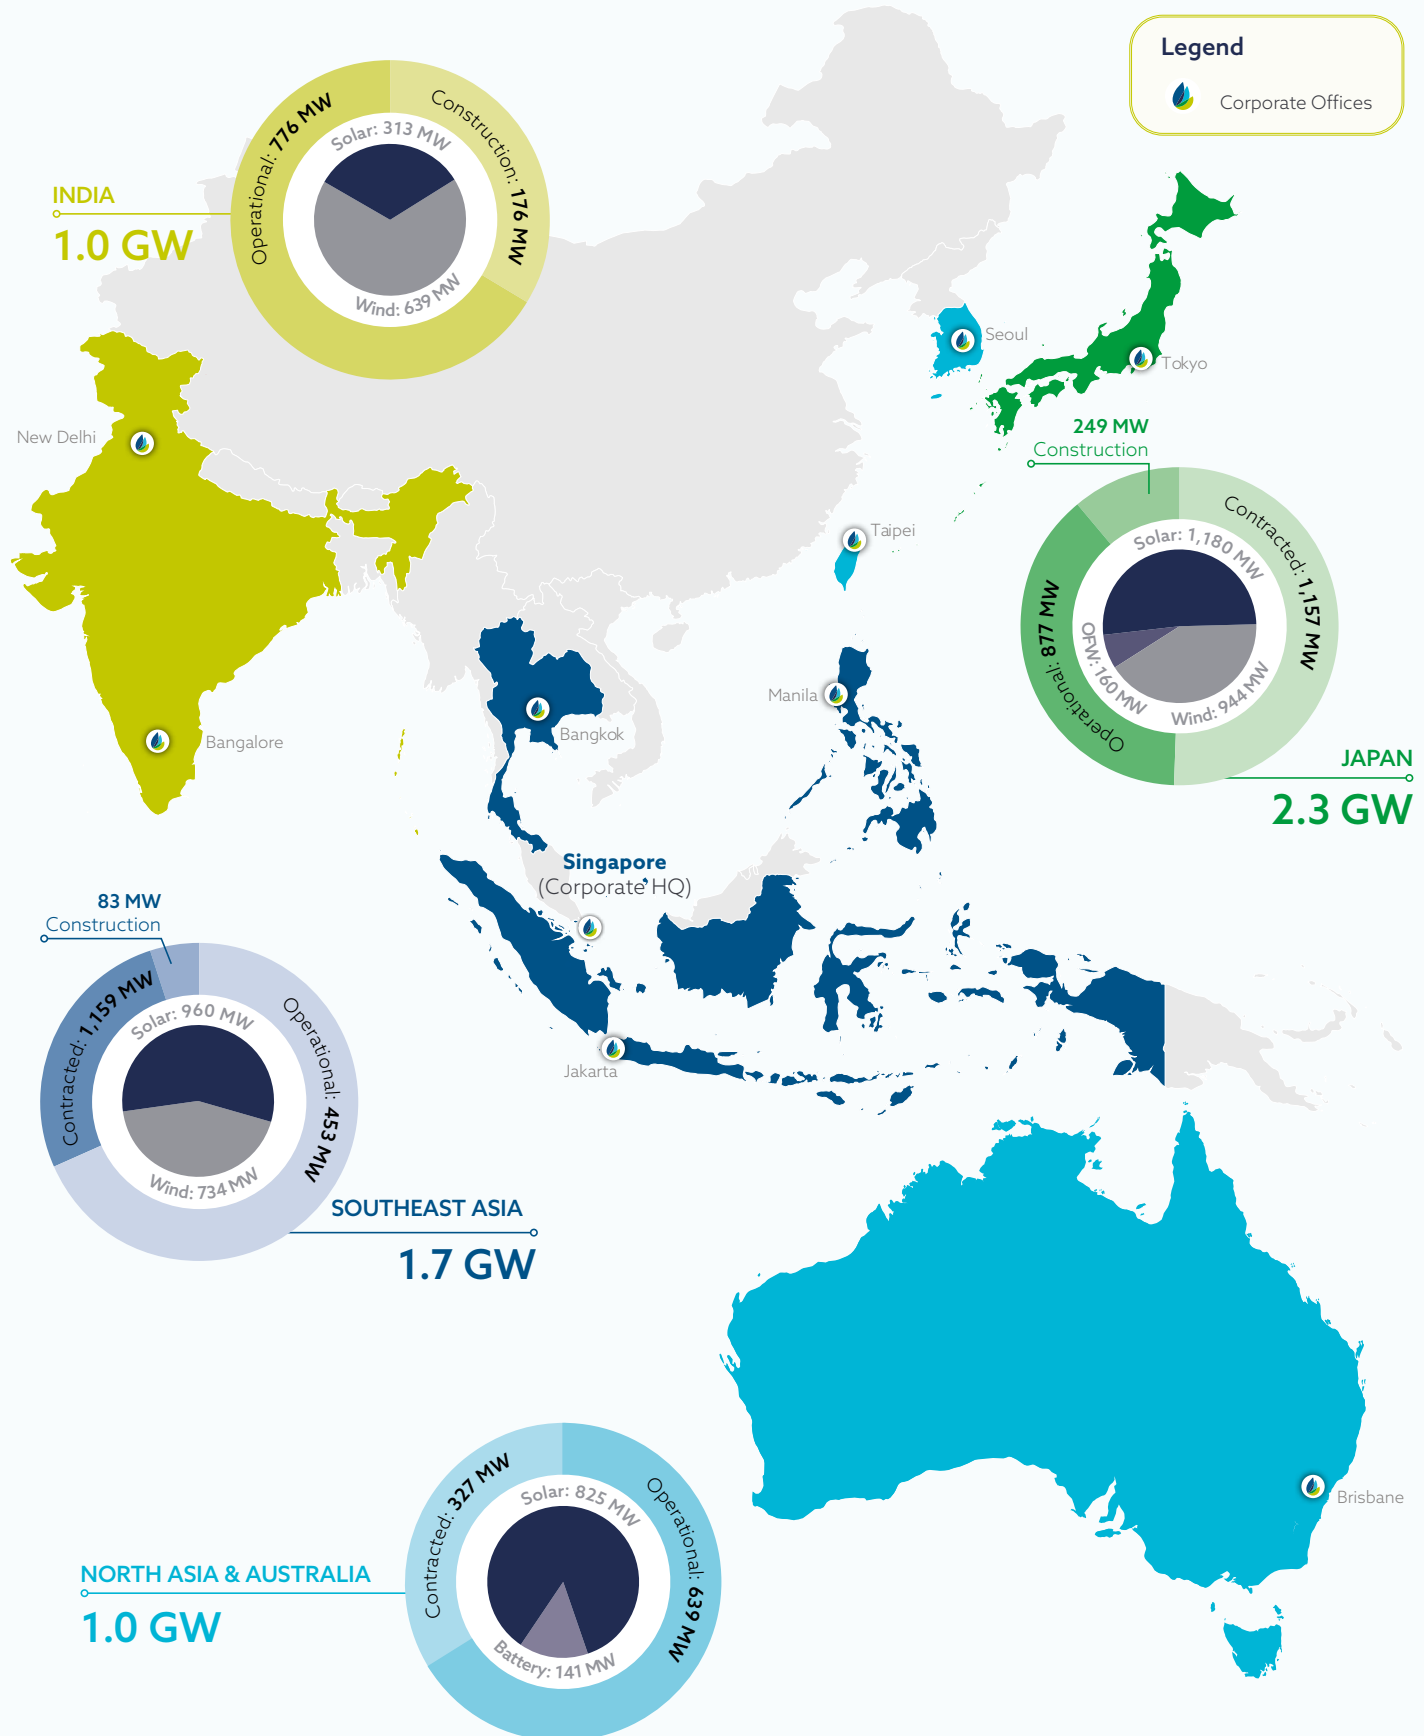 Legend
Corporate Offices
INDIA
1.0 GW
Operational: 776 MW
Construction: 176 MW
Solar: 313 MW
Wind: 639 MW
New Delhi
Bangalore
Seoul
Tokyo
Taipei
Manila
Bangkok
249 MW
Construction
Contracted: 1,157 MW
Operational: 877 MW
Solar: 1,180 MW
OFW: 160 MW
Wind: 944 MW
JAPAN
2.3 GW
Singapore
(Corporate HQ)
Jakarta
83 MW
Construction
Contracted: 1,159 MW
Operational: 453 MW
Solar: 960 MW
Wind: 734 MW
SOUTHEAST ASIA
1.7 GW
Brisbane
Contracted: 327 MW
Operational: 639 MW
Solar: 825 MW
Battery: 141 MW
NORTH ASIA & AUSTRALIA
1.0 GW